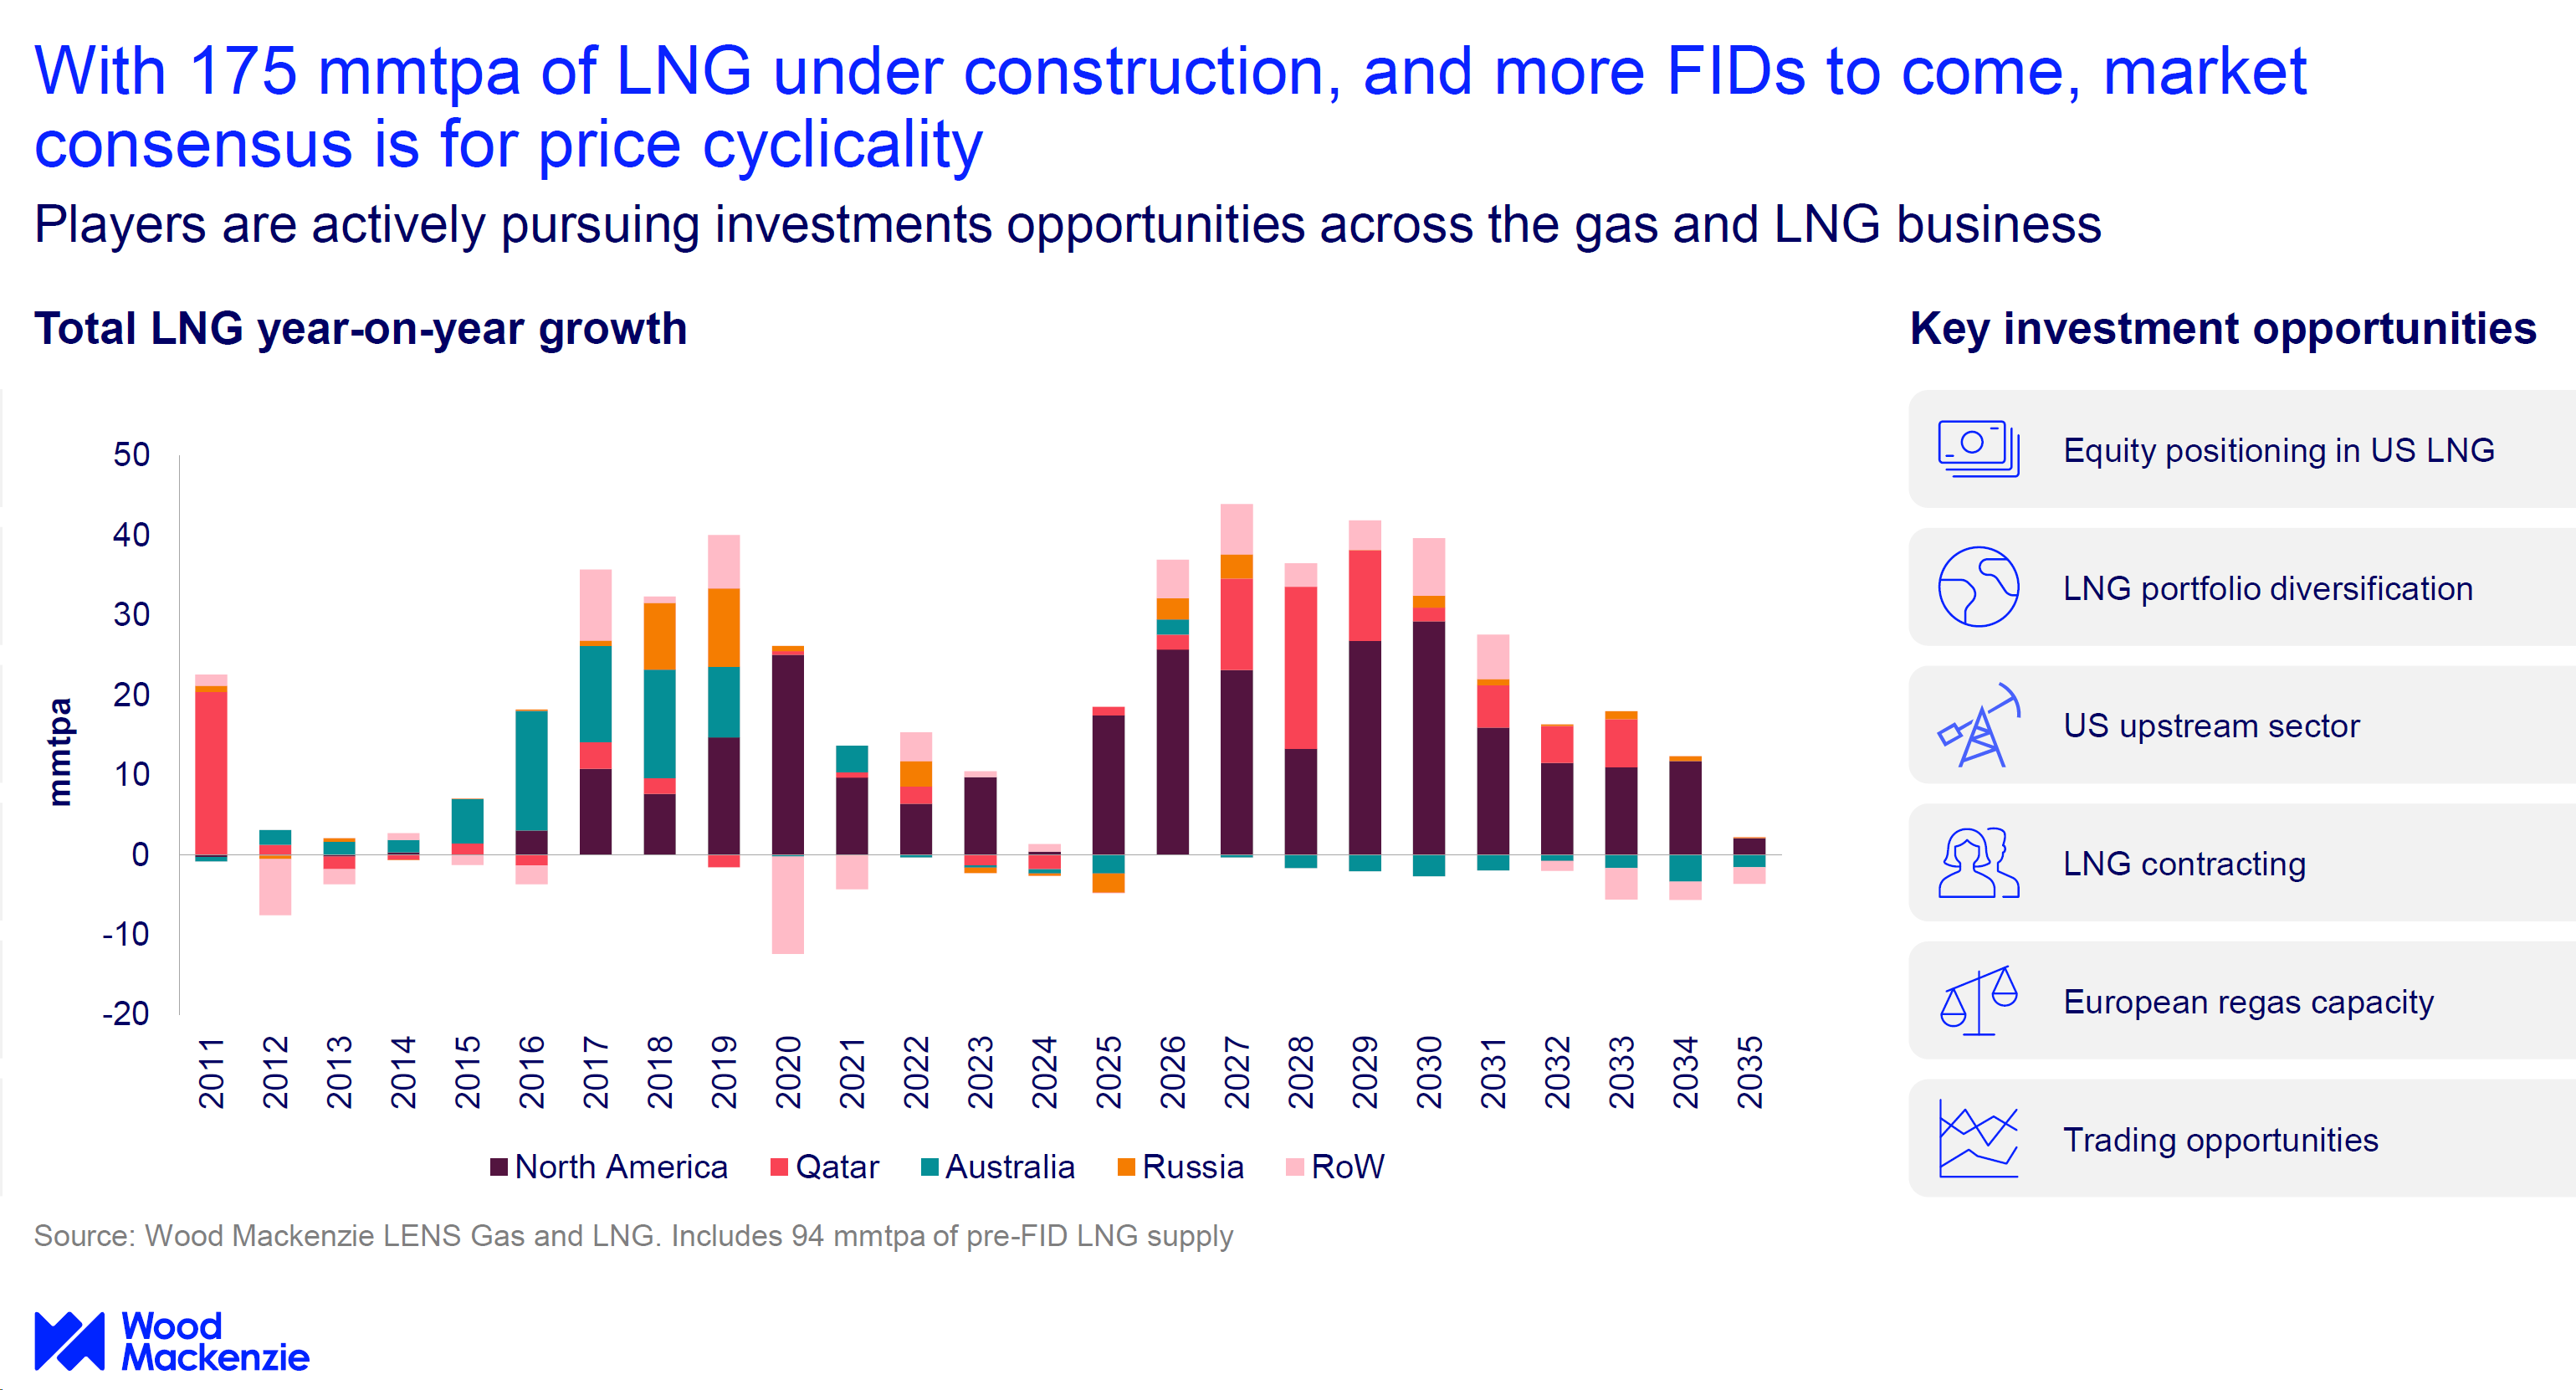 With 175 mmtpa of LNG under construction, and more FIDs to come, market
consensus is for price cyclicality
Players are actively pursuing investments opportunities across the gas and LNG business
Total LNG year-on-year growth
mmtpa
50
40
30
20
10
0
-10
-20
2011
2012
2013
2014
2015
2016
2017
2018
2019
2020
2021
2022
2023
2024
2025
2026
2027
2028
2029
2030
2031
2032
2033
2034
2035
North America
Qatar
Australia
Russia
RoW
Key investment opportunities
Equity positioning in US LNG
LNG portfolio diversification
US upstream sector
LNG contracting
European regas capacity
Trading opportunities
Source: Wood Mackenzie LENS Gas and LNG. Includes 94 mmtpa of pre-FID LNG supply
Wood
Mackenzie